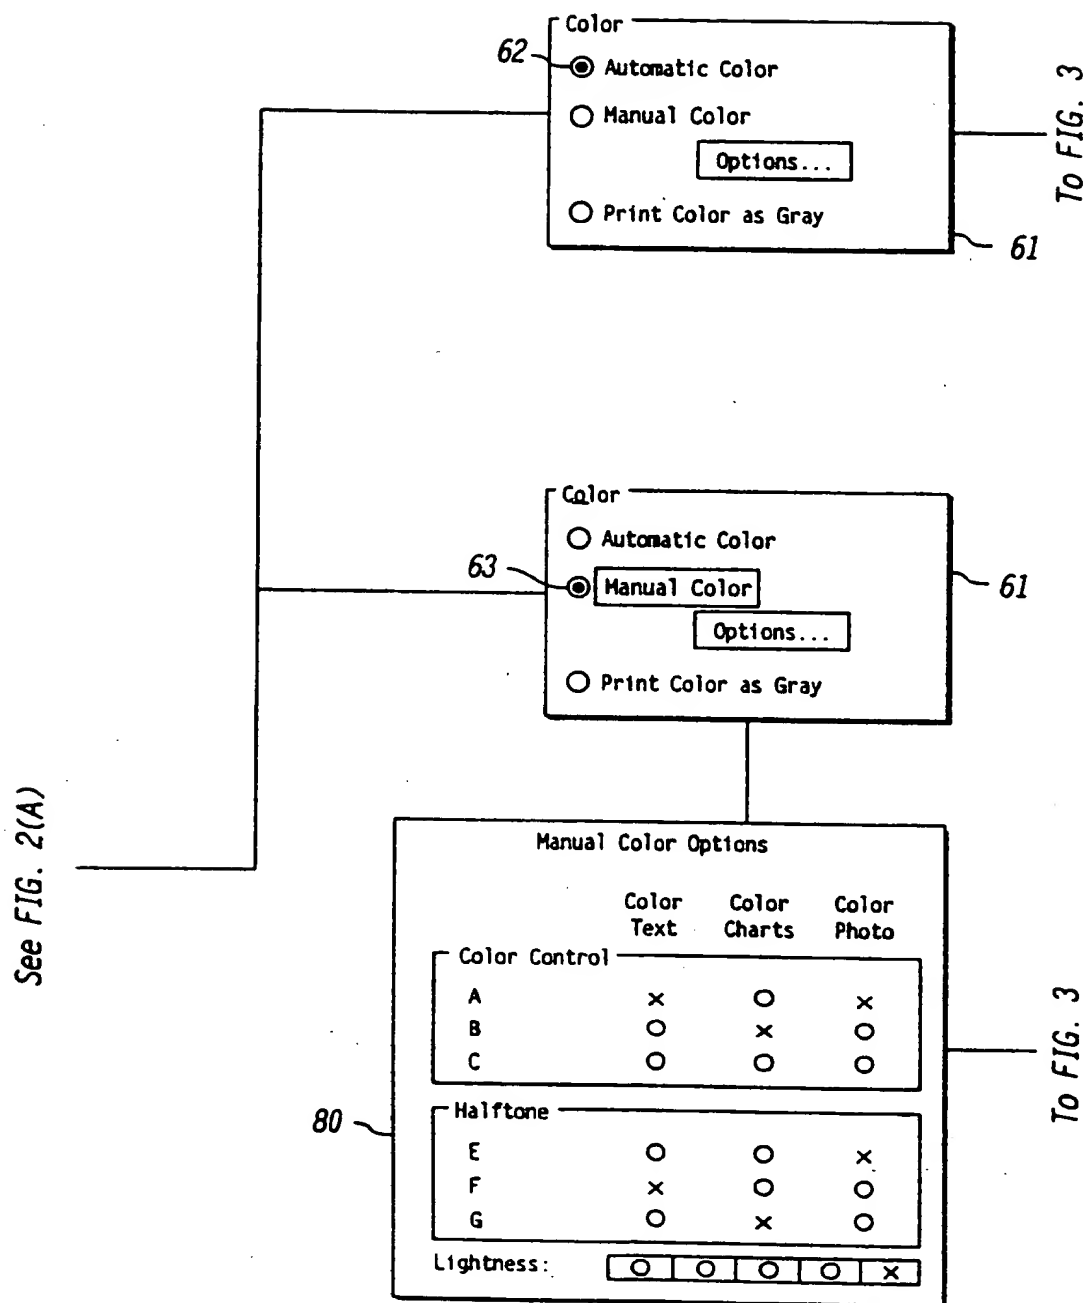 Color
62
Automatic Color
Manual Color
Options...
Print Color as Gray
61
To FIG. 3
Color
Automatic Color
63
Manual Color
61
Options...
Print Color as Gray
See FIG. 2(A)
Manual Color Options
Color Text
Color Charts
Color Photo
Color Control
A X O X
B O X O
C O O O
80
Halftone
E O O X
F X O O
G O X O
Lightness: O O O O X
To FIG. 3